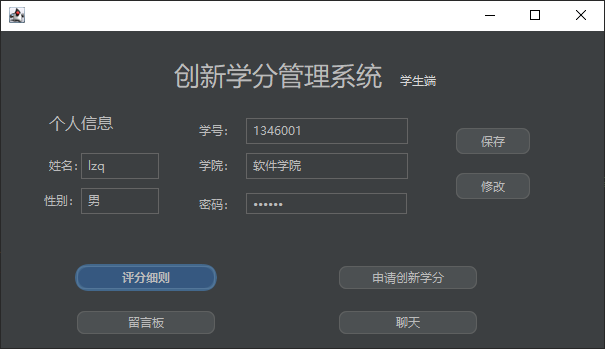 创新学分管理系统 学生端
个人信息
学号： 1346001
保存
姓名： lzq
学院： 软件学院
修改
性别： 男
密码： ••••••
评分细则
申请创新学分
留言板
聊天